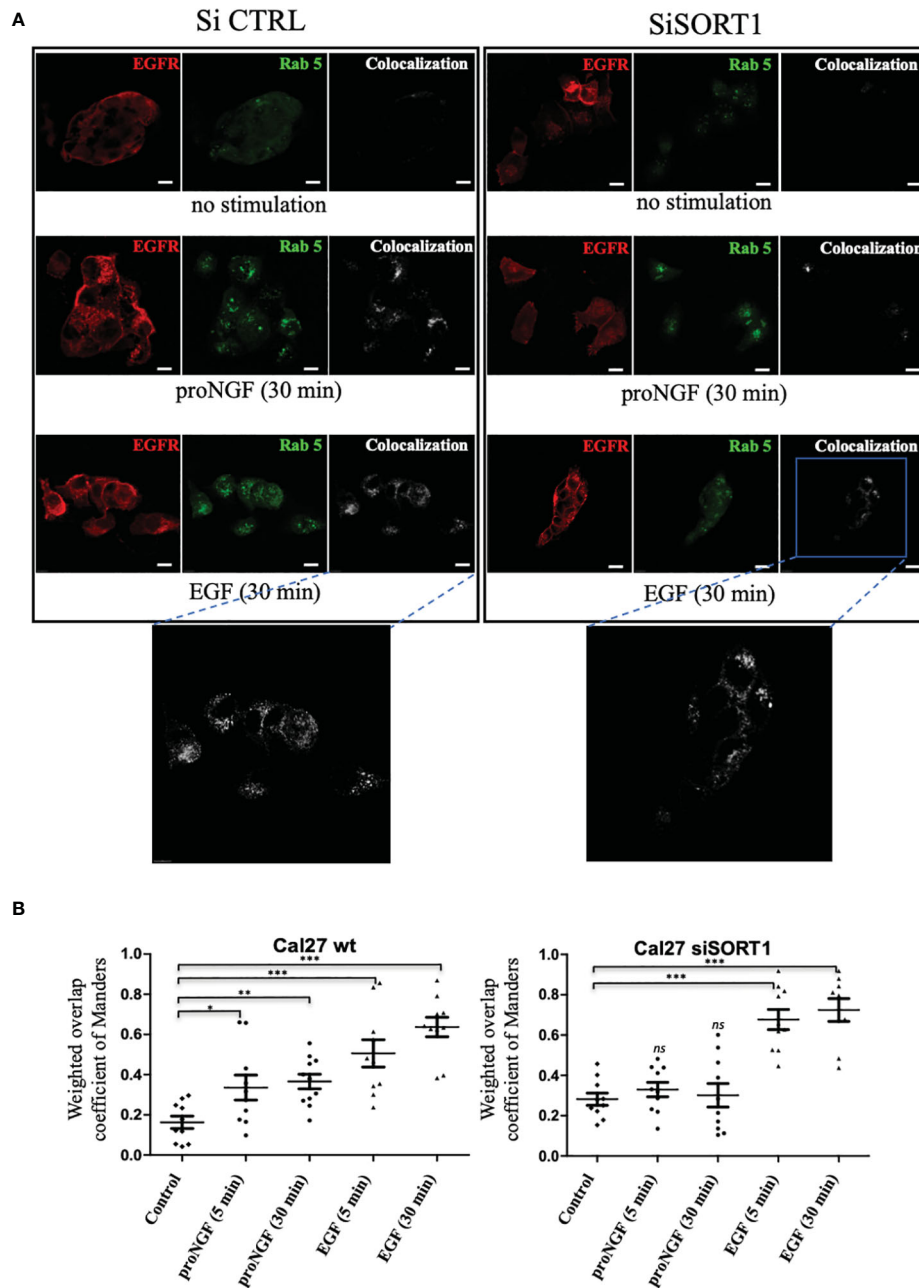 A
Si CTRL
SiSORT1
EGFR
Rab 5
Colocalization
EGFR
Rab 5
Colocalization
no stimulation
no stimulation
EGFR
Rab 5
Colocalization
EGFR
Rab 5
Colocalization
proNGF (30 min)
proNGF (30 min)
EGFR
Rab 5
Colocalization
EGFR
Rab 5
Colocalization
EGF (30 min)
EGF (30 min)
B
Cal27 wt
Weighted overlap
coefficient of Manders
1.0
0.8
0.6
0.4
0.2
0.0
***
***
**
*
Control
proNGF (5 min)
proNGF (30 min)
EGF (5 min)
EGF (30 min)
Cal27 siSORT1
Weighted overlap
coefficient of Manders
1.0
0.8
0.6
0.4
0.2
0.0
***
***
ns
ns
Control
proNGF (5 min)
proNGF (30 min)
EGF (5 min)
EGF (30 min)